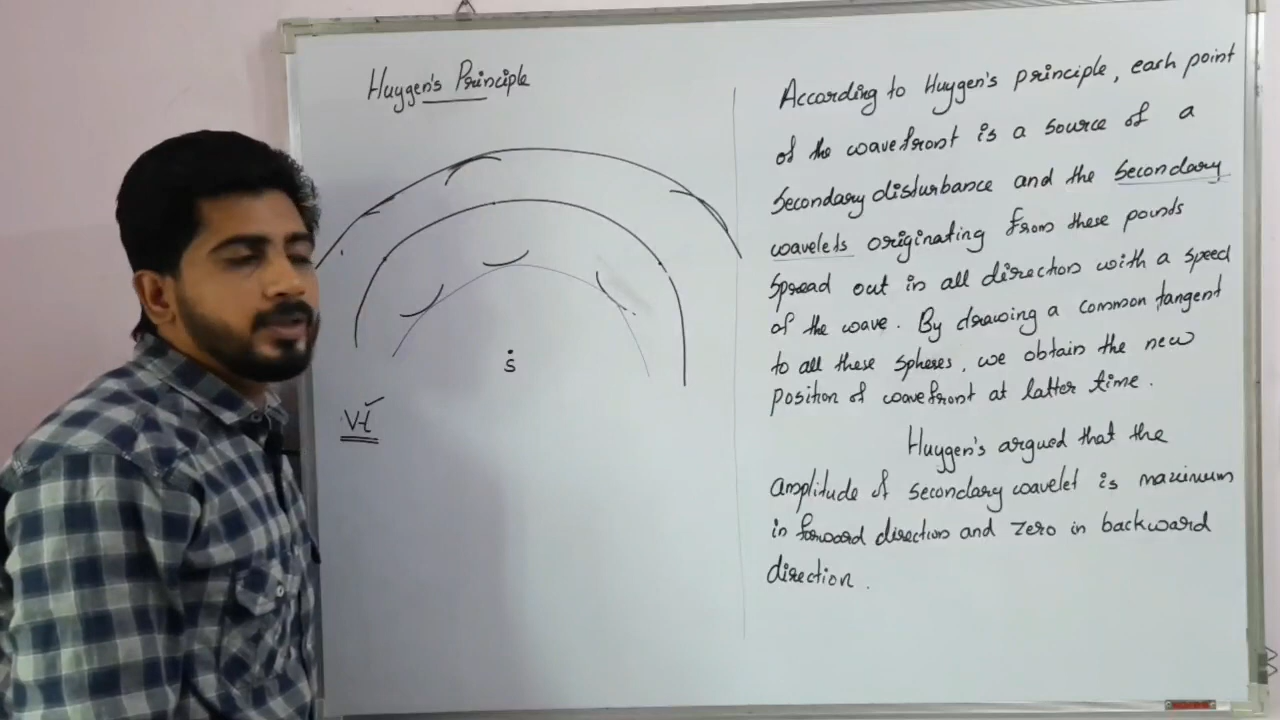 Huygen's Principle
S
V-t
According to Huygen's principle, each point
of the wavefront is a source of a
Secondary disturbance and the Secondary
wavelets originating from these pounds
Spread out in all direction with a speed
of the wave. By drawing a common tangent
to all these spheres, we obtain the new
position of wavefront at latter time.
Huygen's argued that the
amplitude of secondary wavelet is maximum
in forward direction and zero in backward
direction.